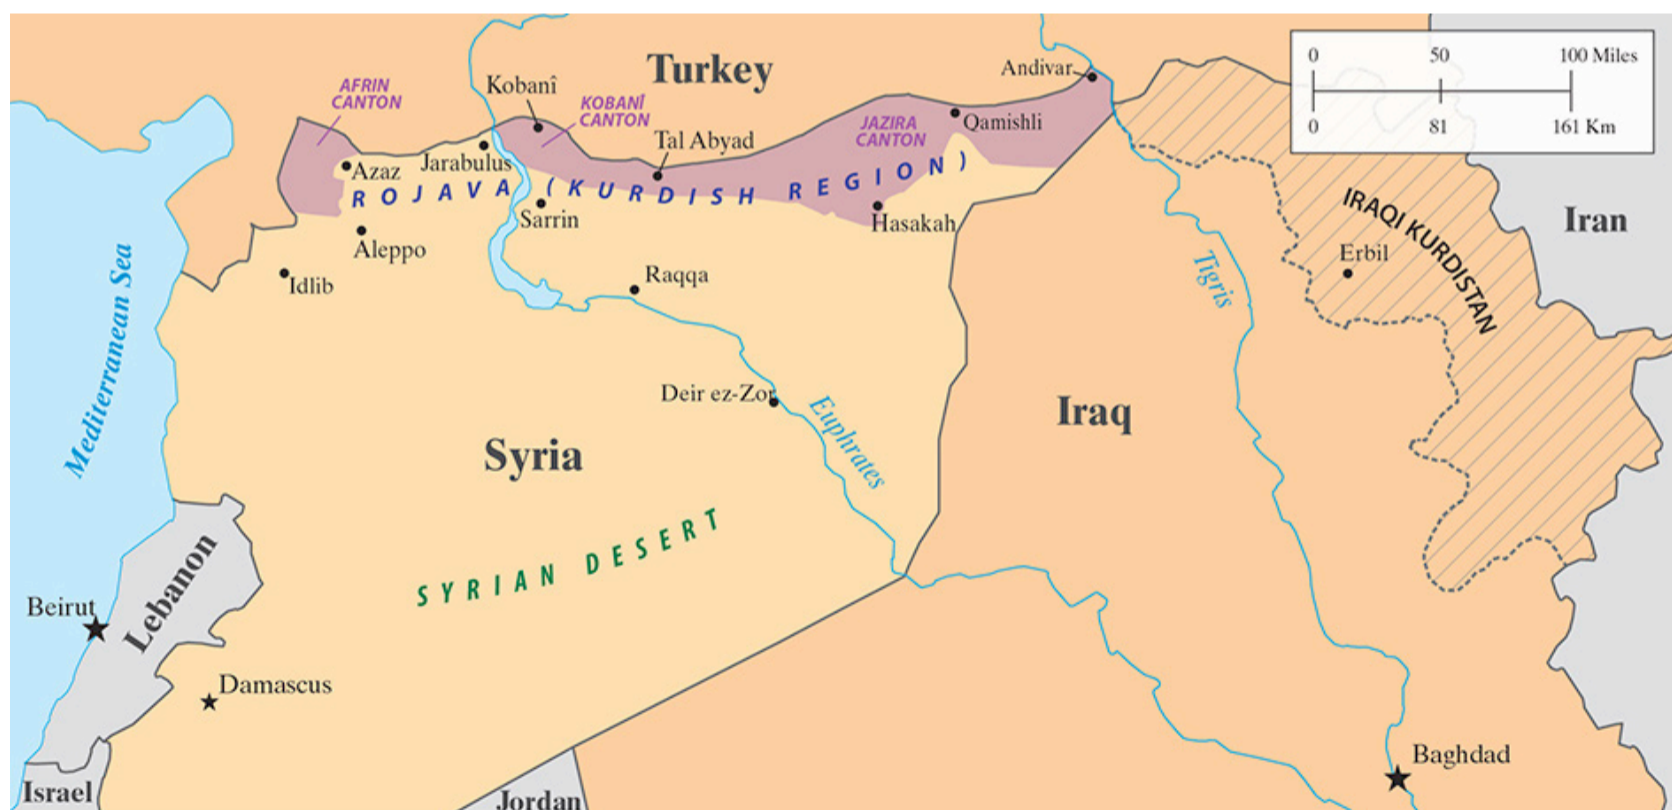 0 50 100 Miles
0 81 161 Km
Turkey
Andivar
AFRIN
CANTON
Kobanî
KOBANÎ
CANTON
JAZIRA
CANTON
Qamishli
Tal Abyad
Jarabulus
Azaz
ROJAVA (KURDISH REGION)
Sarrin
Hasakah
Aleppo
Idlib
Raqqa
IRAQI KURDISTAN
Iran
Erbil
Tigris
Mediterranean Sea
Deir ez-Zor
Euphrates
Iraq
Syria
SYRIAN DESERT
Lebanon
Beirut
Damascus
Baghdad
Israel
Jordan